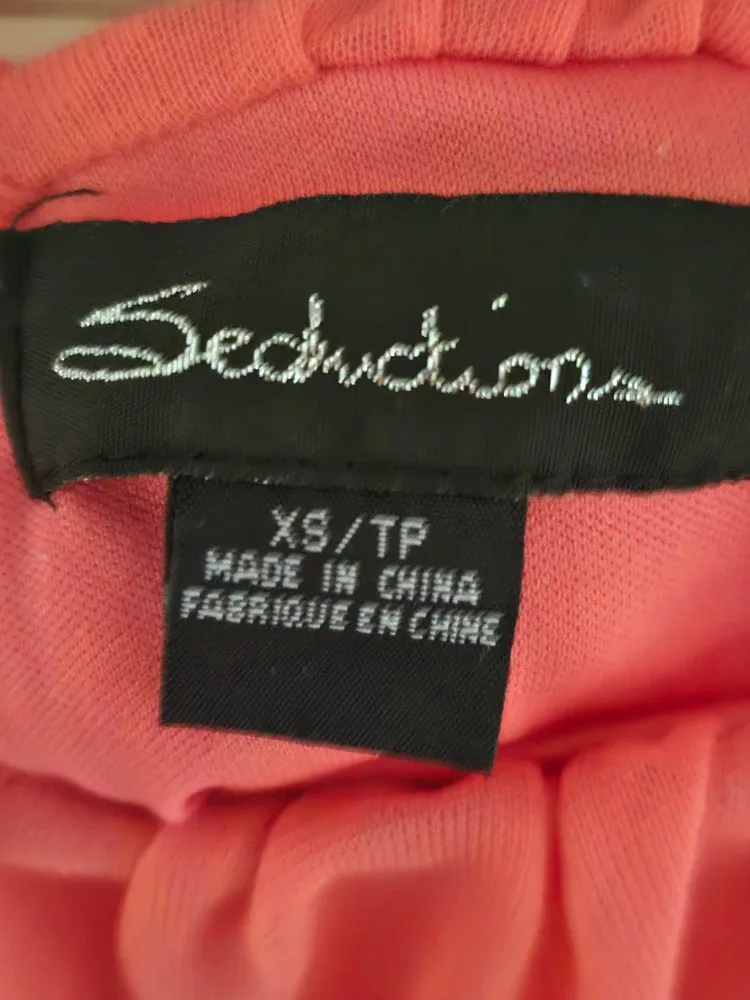 Seductions
XS/TP
MADE IN CHINA
FABRIQUE EN CHINE